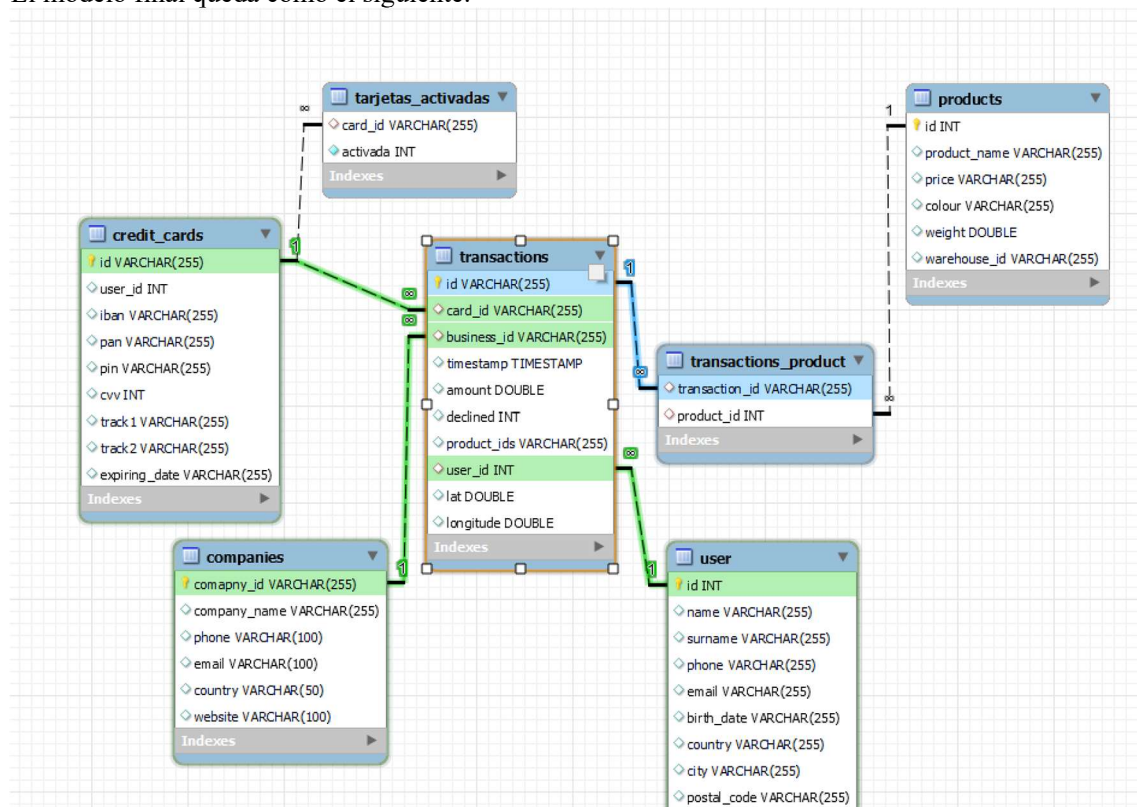 El modelo final queda como el siguiente:
tarjetas_activadas
card_id VARCHAR(255)
activada INT
Indexes
products
id INT
product_name VARCHAR(255)
price VARCHAR(255)
colour VARCHAR(255)
weight DOUBLE
warehouse_id VARCHAR(255)
Indexes
credit_cards
id VARCHAR(255)
user_id INT
iban VARCHAR(255)
pan VARCHAR(255)
pin VARCHAR(255)
cvv INT
track1 VARCHAR(255)
track2 VARCHAR(255)
expiring_date VARCHAR(255)
Indexes
transactions
id VARCHAR(255)
card_id VARCHAR(255)
business_id VARCHAR(255)
timestamp TIMESTAMP
amount DOUBLE
declined INT
product_ids VARCHAR(255)
user_id INT
lat DOUBLE
longitude DOUBLE
Indexes
transactions_product
transaction_id VARCHAR(255)
product_id INT
Indexes
companies
comapny_id VARCHAR(255)
company_name VARCHAR(255)
phone VARCHAR(100)
email VARCHAR(100)
country VARCHAR(50)
website VARCHAR(100)
Indexes
user
id INT
name VARCHAR(255)
surname VARCHAR(255)
phone VARCHAR(255)
email VARCHAR(255)
birth_date VARCHAR(255)
country VARCHAR(255)
city VARCHAR(255)
postal_code VARCHAR(255)
∞
1
1
∞
∞
1
1
∞
∞
∞
1
1